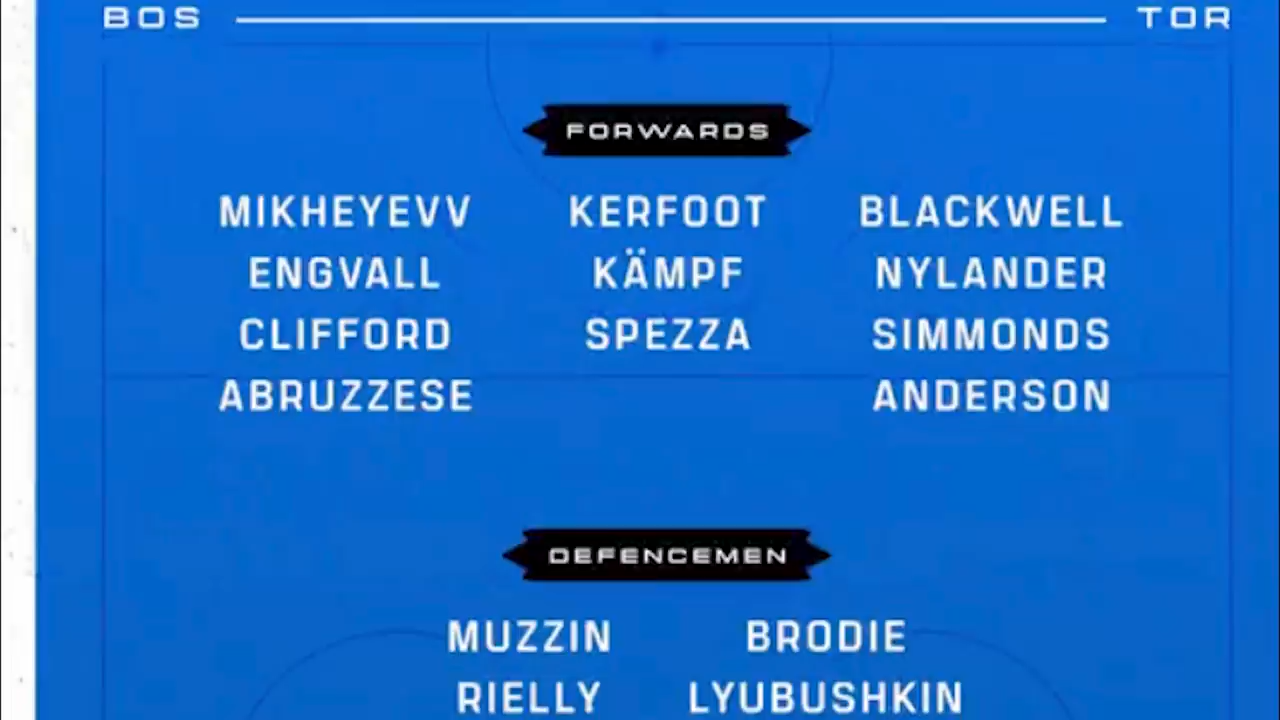 BOS TOR
FORWARDS
MIKHEYEVV KERFOOT BLACKWELL
ENGVALL KÄMPF NYLANDER
CLIFFORD SPEZZA SIMMONDS
ABRUZZESE ANDERSON
DEFENCEMEN
MUZZIN BRODIE
RIELLY LYUBUSHKIN